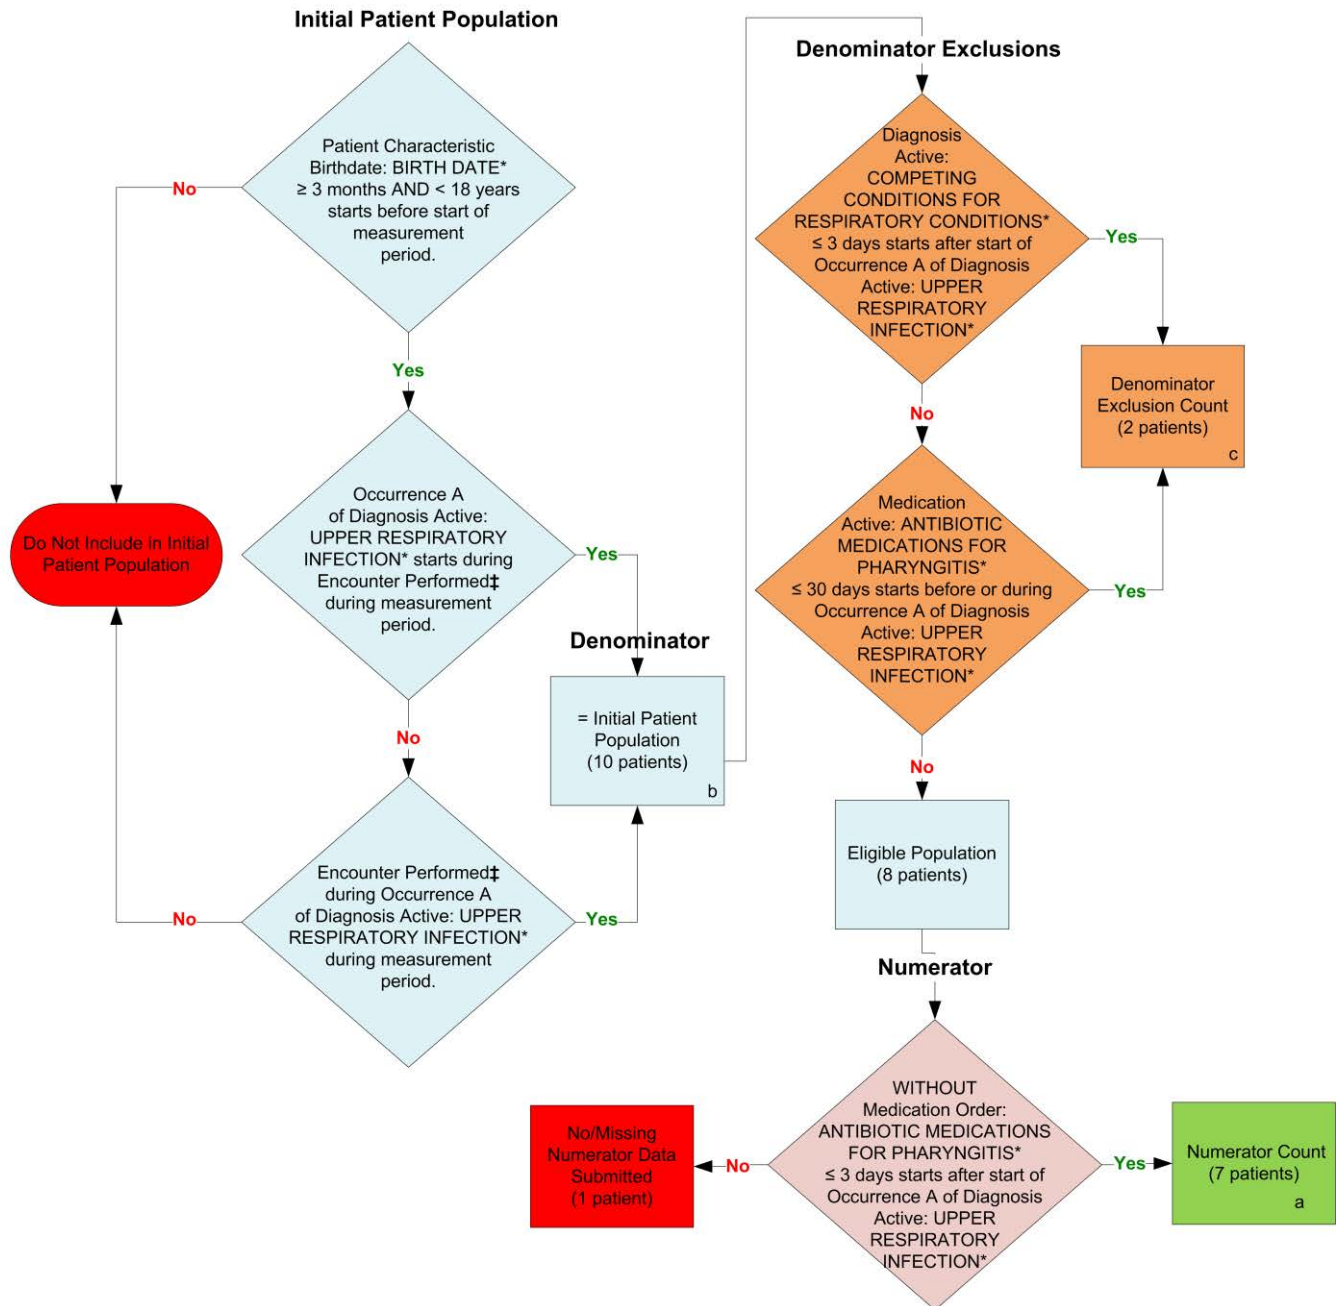 Initial Patient Population
Patient Characteristic
Birthdate: BIRTH DATE*
≥ 3 months AND < 18 years
starts before start of
measurement
period.
No
Yes
Do Not Include in Initial
Patient Population
Occurrence A
of Diagnosis Active:
UPPER RESPIRATORY
INFECTION* starts during
Encounter Performed‡
during measurement
period.
Yes
No
Encounter Performed‡
during Occurrence A
of Diagnosis Active: UPPER
RESPIRATORY INFECTION*
during measurement
period.
No
Yes
Denominator
= Initial Patient
Population
(10 patients)
b
Denominator Exclusions
Diagnosis
Active:
COMPETING
CONDITIONS FOR
RESPIRATORY CONDITIONS*
≤ 3 days starts after start of
Occurrence A of Diagnosis
Active: UPPER
RESPIRATORY
INFECTION*
Yes
No
Denominator
Exclusion Count
(2 patients)
c
Medication
Active: ANTIBIOTIC
MEDICATIONS FOR
PHARYNGITIS*
≤ 30 days starts before or during
Occurrence A of Diagnosis
Active: UPPER
RESPIRATORY
INFECTION*
Yes
No
Eligible Population
(8 patients)
Numerator
WITHOUT
Medication Order:
ANTIBIOTIC MEDICATIONS
FOR PHARYNGITIS*
≤ 3 days starts after start of
Occurrence A of Diagnosis
Active: UPPER
RESPIRATORY
INFECTION*
No
Yes
No/Missing
Numerator Data
Submitted
(1 patient)
Numerator Count
(7 patients)
a